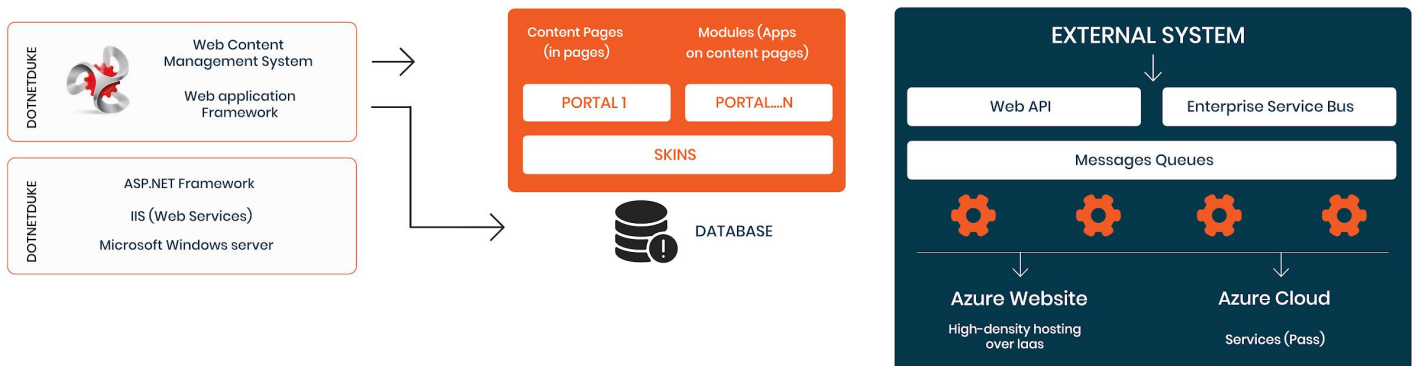 DOTNETDUKE
Web Content
Management System
Web application
Framework
DOTNETDUKE
ASP.NET Framework
IIS (Web Services)
Microsoft Windows server
Content Pages
(in pages)
Modules (Apps
on content pages)
PORTAL 1
PORTAL....N
SKINS
DATABASE
EXTERNAL SYSTEM
Web API
Enterprise Service Bus
Messages Queues
Azure Website
High-density hosting
over Iaas
Azure Cloud
Services (Pass)